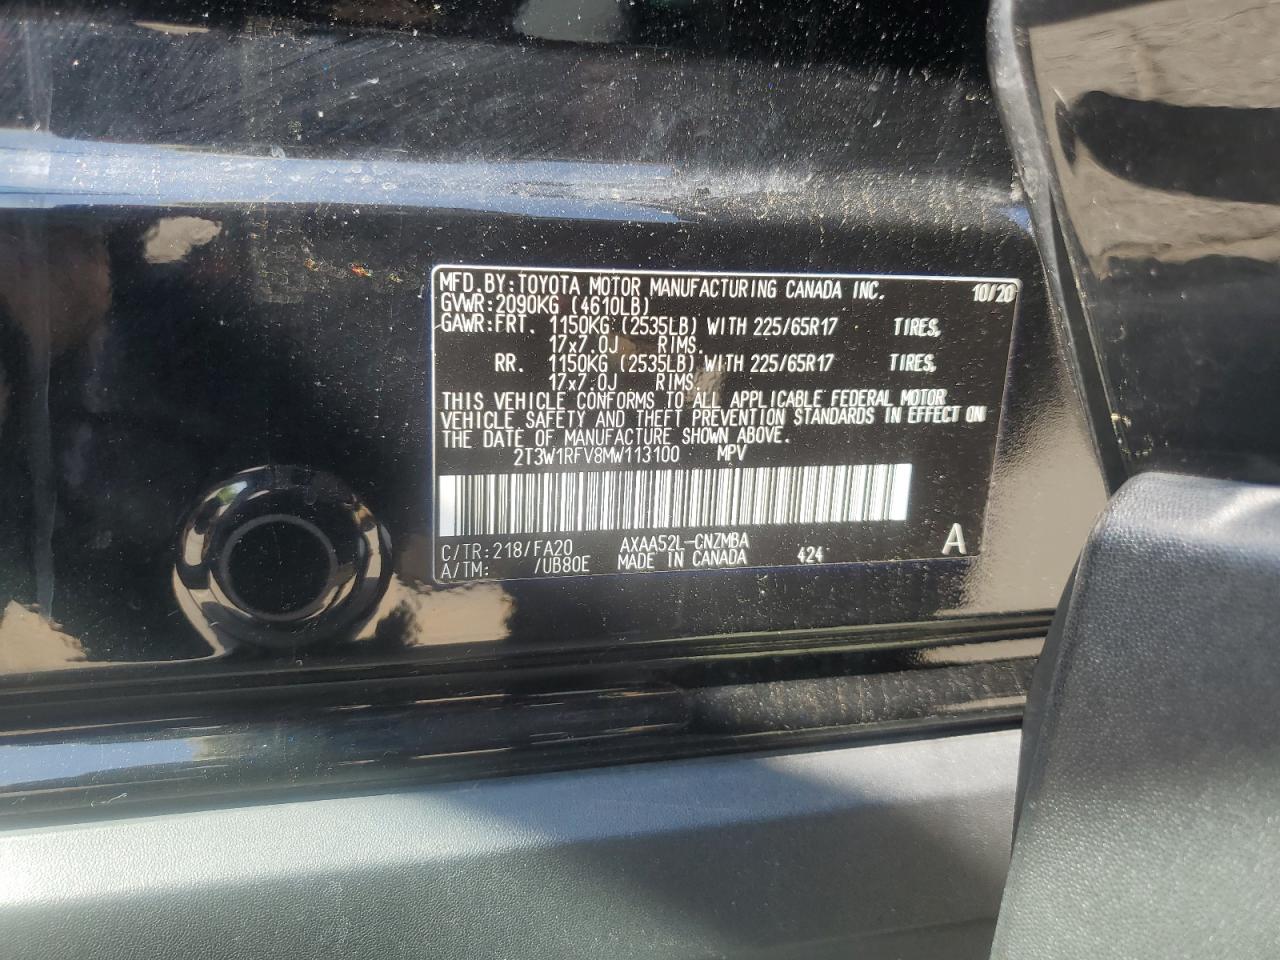 MFD.BY:TOYOTA MOTOR MANUFACTURING CANADA INC. 10/20
GVWR:2090KG (4610LB)
GAWR:FRT. 1150KG (2535LB) WITH 225/65R17 TIRES,
17x7.0J RIMS.
RR. 1150KG (2535LB) WITH 225/65R17 TIRES,
17x7.0J RIMS.
THIS VEHICLE CONFORMS TO ALL APPLICABLE FEDERAL MOTOR
VEHICLE SAFETY AND THEFT PREVENTION STANDARDS IN EFFECT ON
THE DATE OF MANUFACTURE SHOWN ABOVE.
2T3W1RFV8MW113100 MPV
C/TR:218/FA20 AXAA52L-CNZMBA
A/TM: /UB80E MADE IN CANADA 424 A